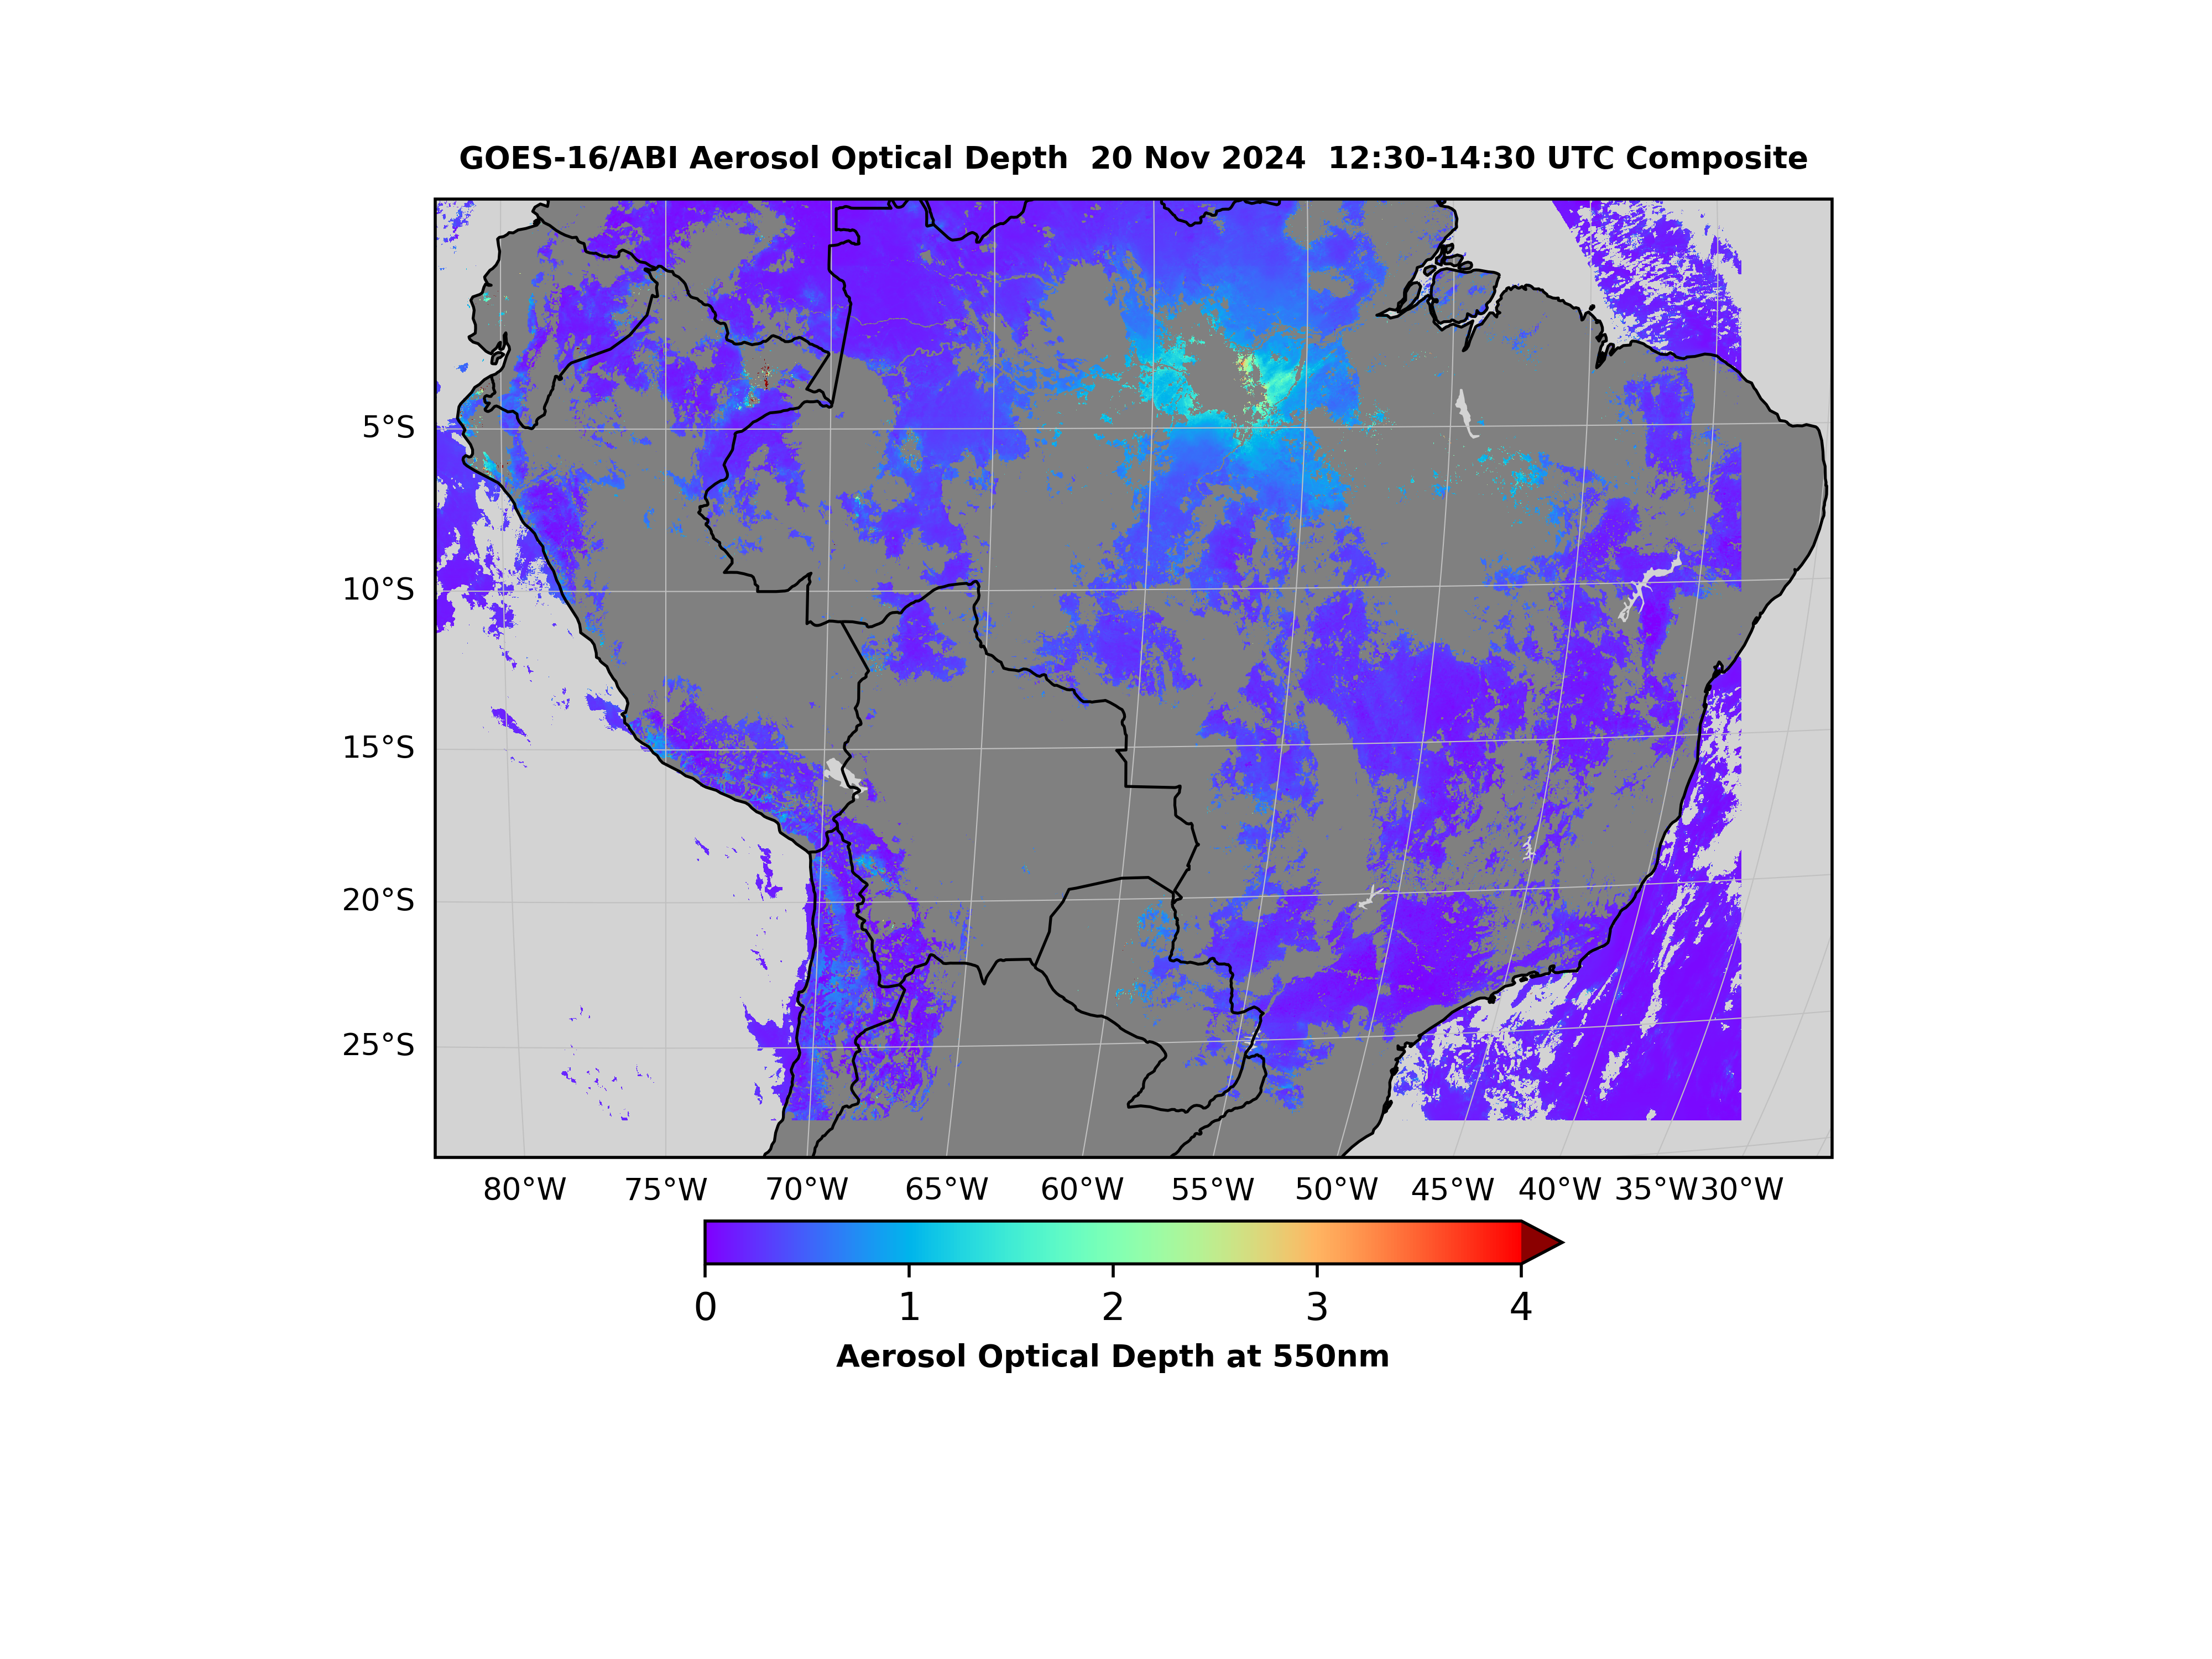 GOES-16/ABI Aerosol Optical Depth  20 Nov 2024  12:30-14:30 UTC Composite
5°S
10°S
15°S
20°S
25°S
80°W 75°W 70°W 65°W 60°W 55°W 50°W 45°W 40°W 35°W 30°W
0 1 2 3 4
Aerosol Optical Depth at 550nm